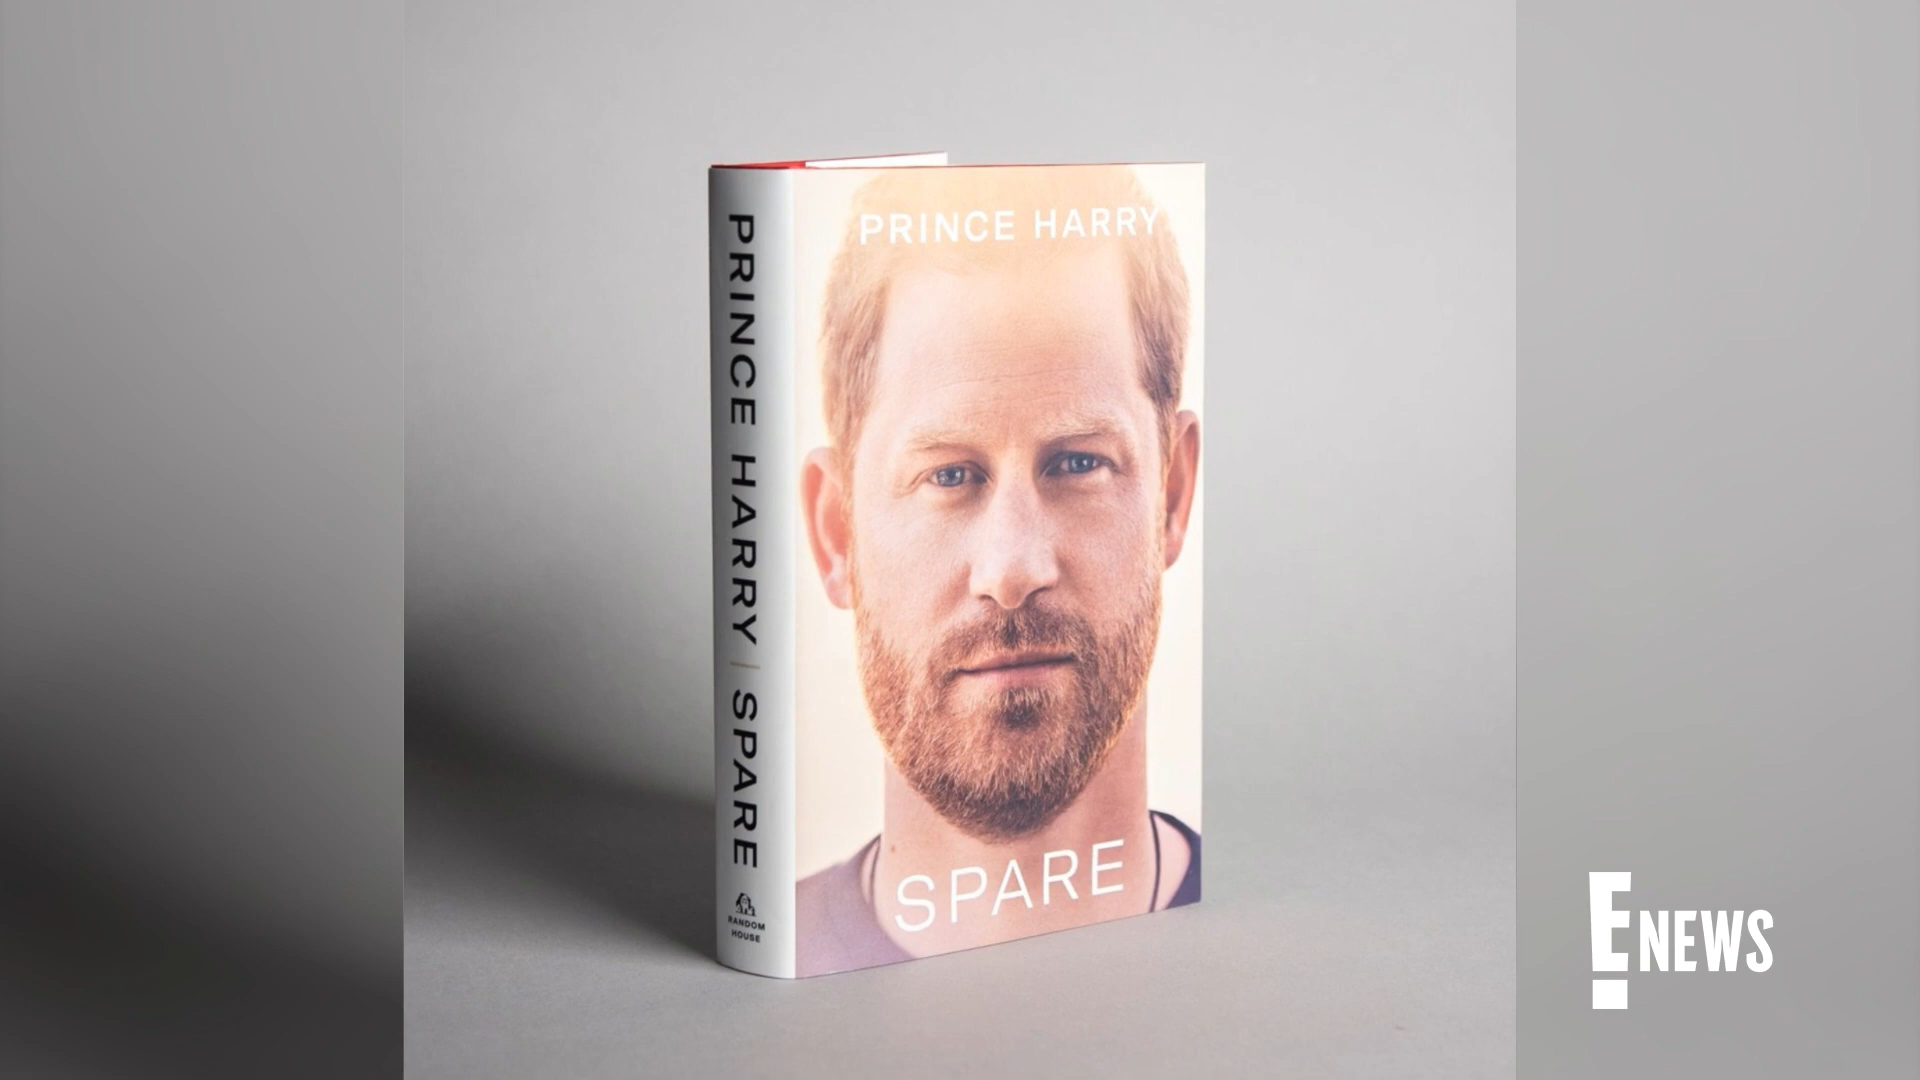 PRINCE HARRY
SPARE
PRINCE HARRY | SPARE
RANDOM
HOUSE
E! NEWS